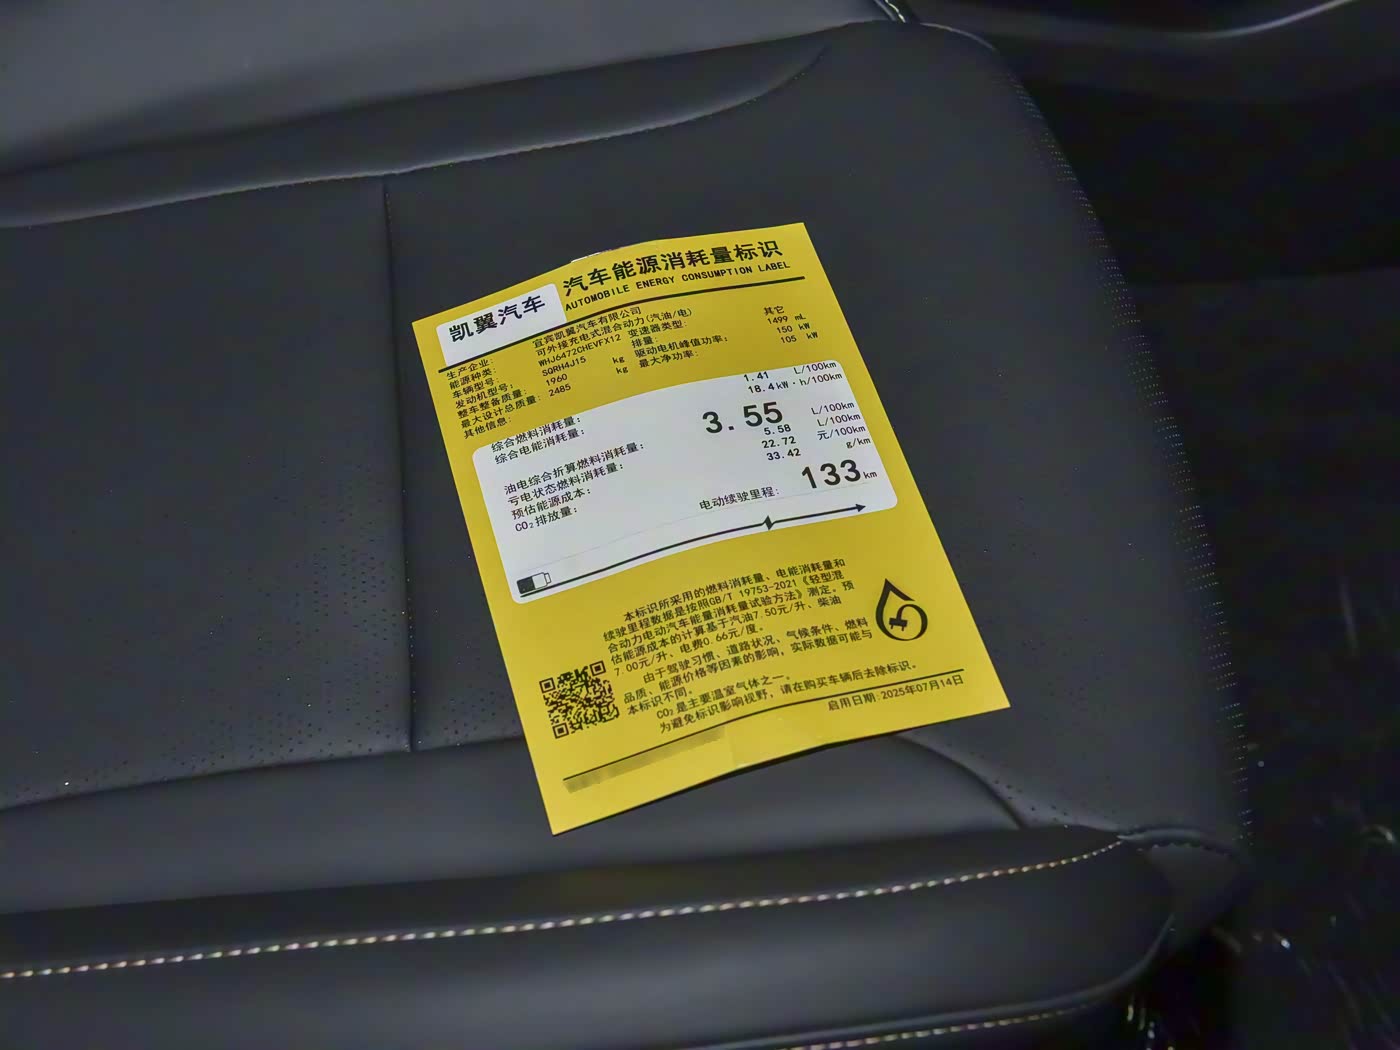 凯翼汽车
汽车能源消耗量标识
AUTOMOBILE ENERGY CONSUMPTION LABEL
生产企业: 宜宾凯翼汽车有限公司
能源种类: 可外接充电式混合动力(汽油/电)
车辆型号: WHJ6472CHEVFX12 变速器类型: 其它
发动机型号: SQRH4J15 排量: 1499 mL
整车整备质量: 1960 kg 驱动电机峰值功率: 150 kW
最大设计总质量: 2485 kg 最大净功率: 105 kW
其他信息:
综合燃料消耗量: 1.41 L/100km
综合电能消耗量: 18.4 kW·h/100km
油电综合折算燃料消耗量: 3.55 L/100km
亏电状态燃料消耗量: 5.58 L/100km
预估能源成本: 22.72 元/100km
CO₂排放量: 33.42 g/km
电动续驶里程: 133km
本标识所采用的燃料消耗量、电能消耗量和
续驶里程数据是按照GB/T 19753-2021《轻型混
合动力电动汽车能量消耗量试验方法》测定。预
估能源成本的计算基于汽油7.50元/升、柴油
7.00元/升、电费0.66元/度。
由于驾驶习惯、道路状况、气候条件、燃料
品质、能源价格等因素的影响，实际数据可能与
本标识不同。
CO₂是主要温室气体之一。
为避免标识影响视野，请在购买车辆后去除标识。
启用日期:2025年07月14日